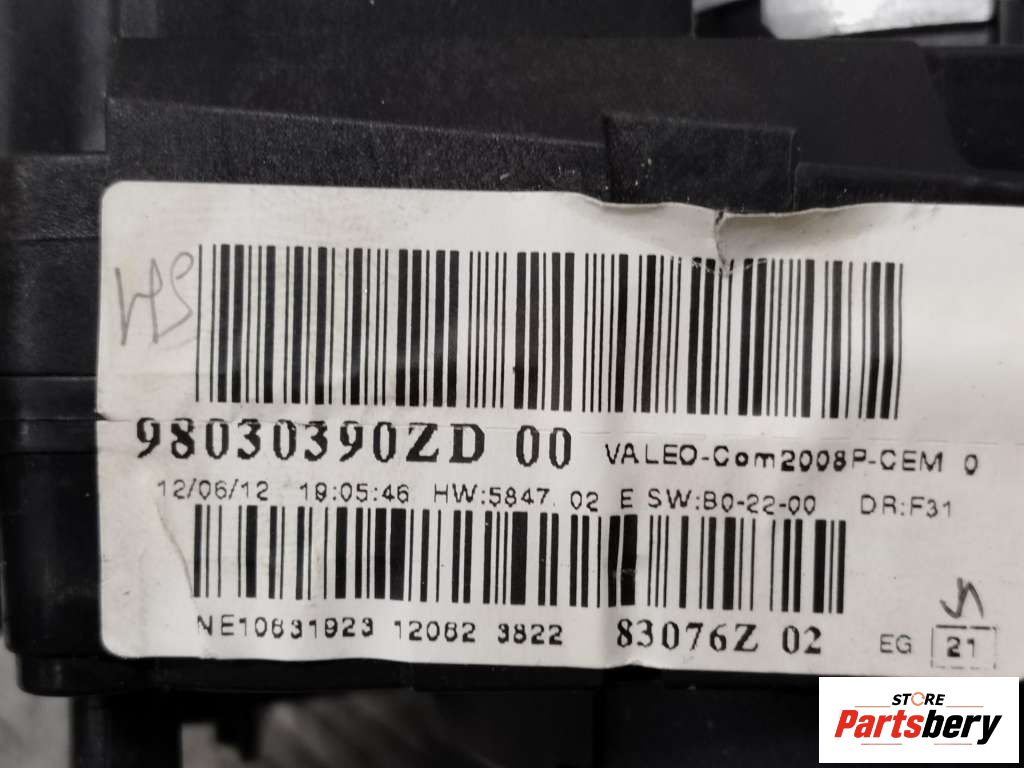 98030390ZD 00 VALEO-Com2008P-CEM 0
12/06/12 19:05:46 HW:5847.02 E SW:B0-22-00 DR:F31
NE10631923 12062 3822 83076Z 02 EG 21
STORE
Partsbery